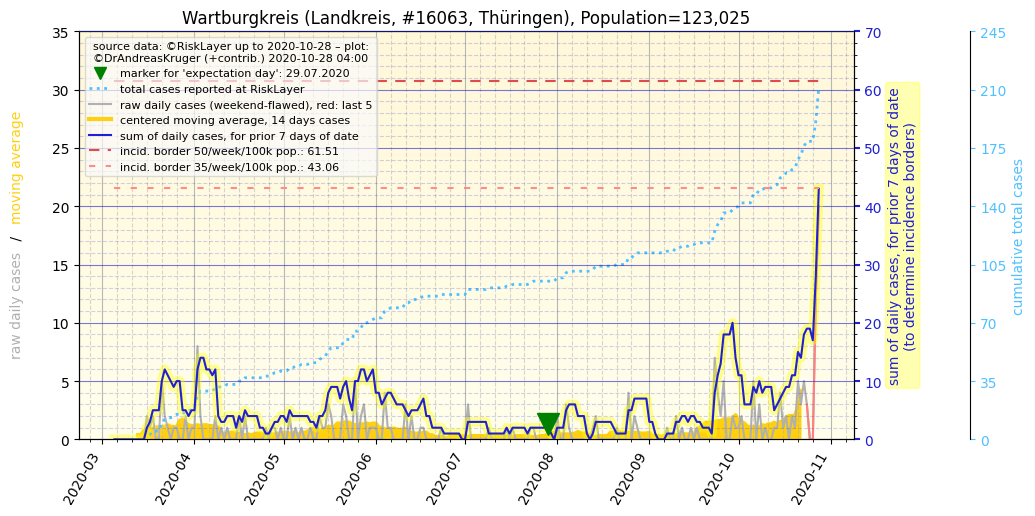 Wartburgkreis (Landkreis, #16063, Thüringen), Population=123,025
source data: ©RiskLayer up to 2020-10-28 – plot:
©DrAndreasKruger (+contrib.) 2020-10-28 04:00
marker for 'expectation day': 29.07.2020
total cases reported at RiskLayer
raw daily cases (weekend-flawed), red: last 5
centered moving average, 14 days cases
sum of daily cases, for prior 7 days of date
incid. border 50/week/100k pop.: 61.51
incid. border 35/week/100k pop.: 43.06
raw daily cases / moving average
35
30
25
20
15
10
5
0
70
60
50
40
30
20
10
0
sum of daily cases, for prior 7 days of date
(to determine incidence borders)
245
210
175
140
105
70
35
0
cumulative total cases
2020-03
2020-04
2020-05
2020-06
2020-07
2020-08
2020-09
2020-10
2020-11